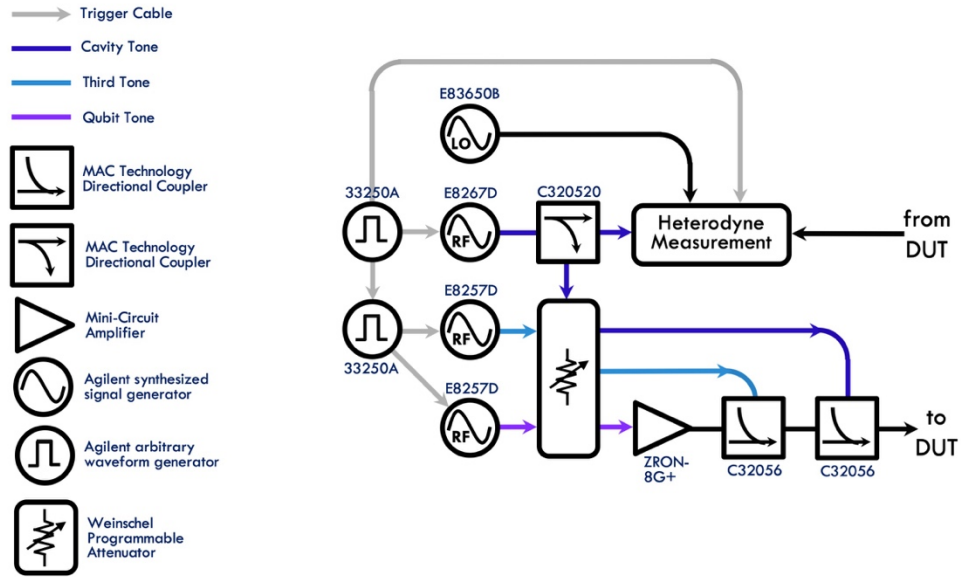 Trigger Cable
Cavity Tone
Third Tone
Qubit Tone
MAC Technology
Directional Coupler
MAC Technology
Directional Coupler
Mini-Circuit
Amplifier
Agilent synthesized
signal generator
Agilent arbitrary
waveform generator
Weinschel
Programmable
Attenuator
E83650B
LO
33250A
E8267D
C320520
RF
Heterodyne
Measurement
from
DUT
E8257D
RF
33250A
E8257D
RF
to
DUT
ZRON-
8G+
C32056
C32056